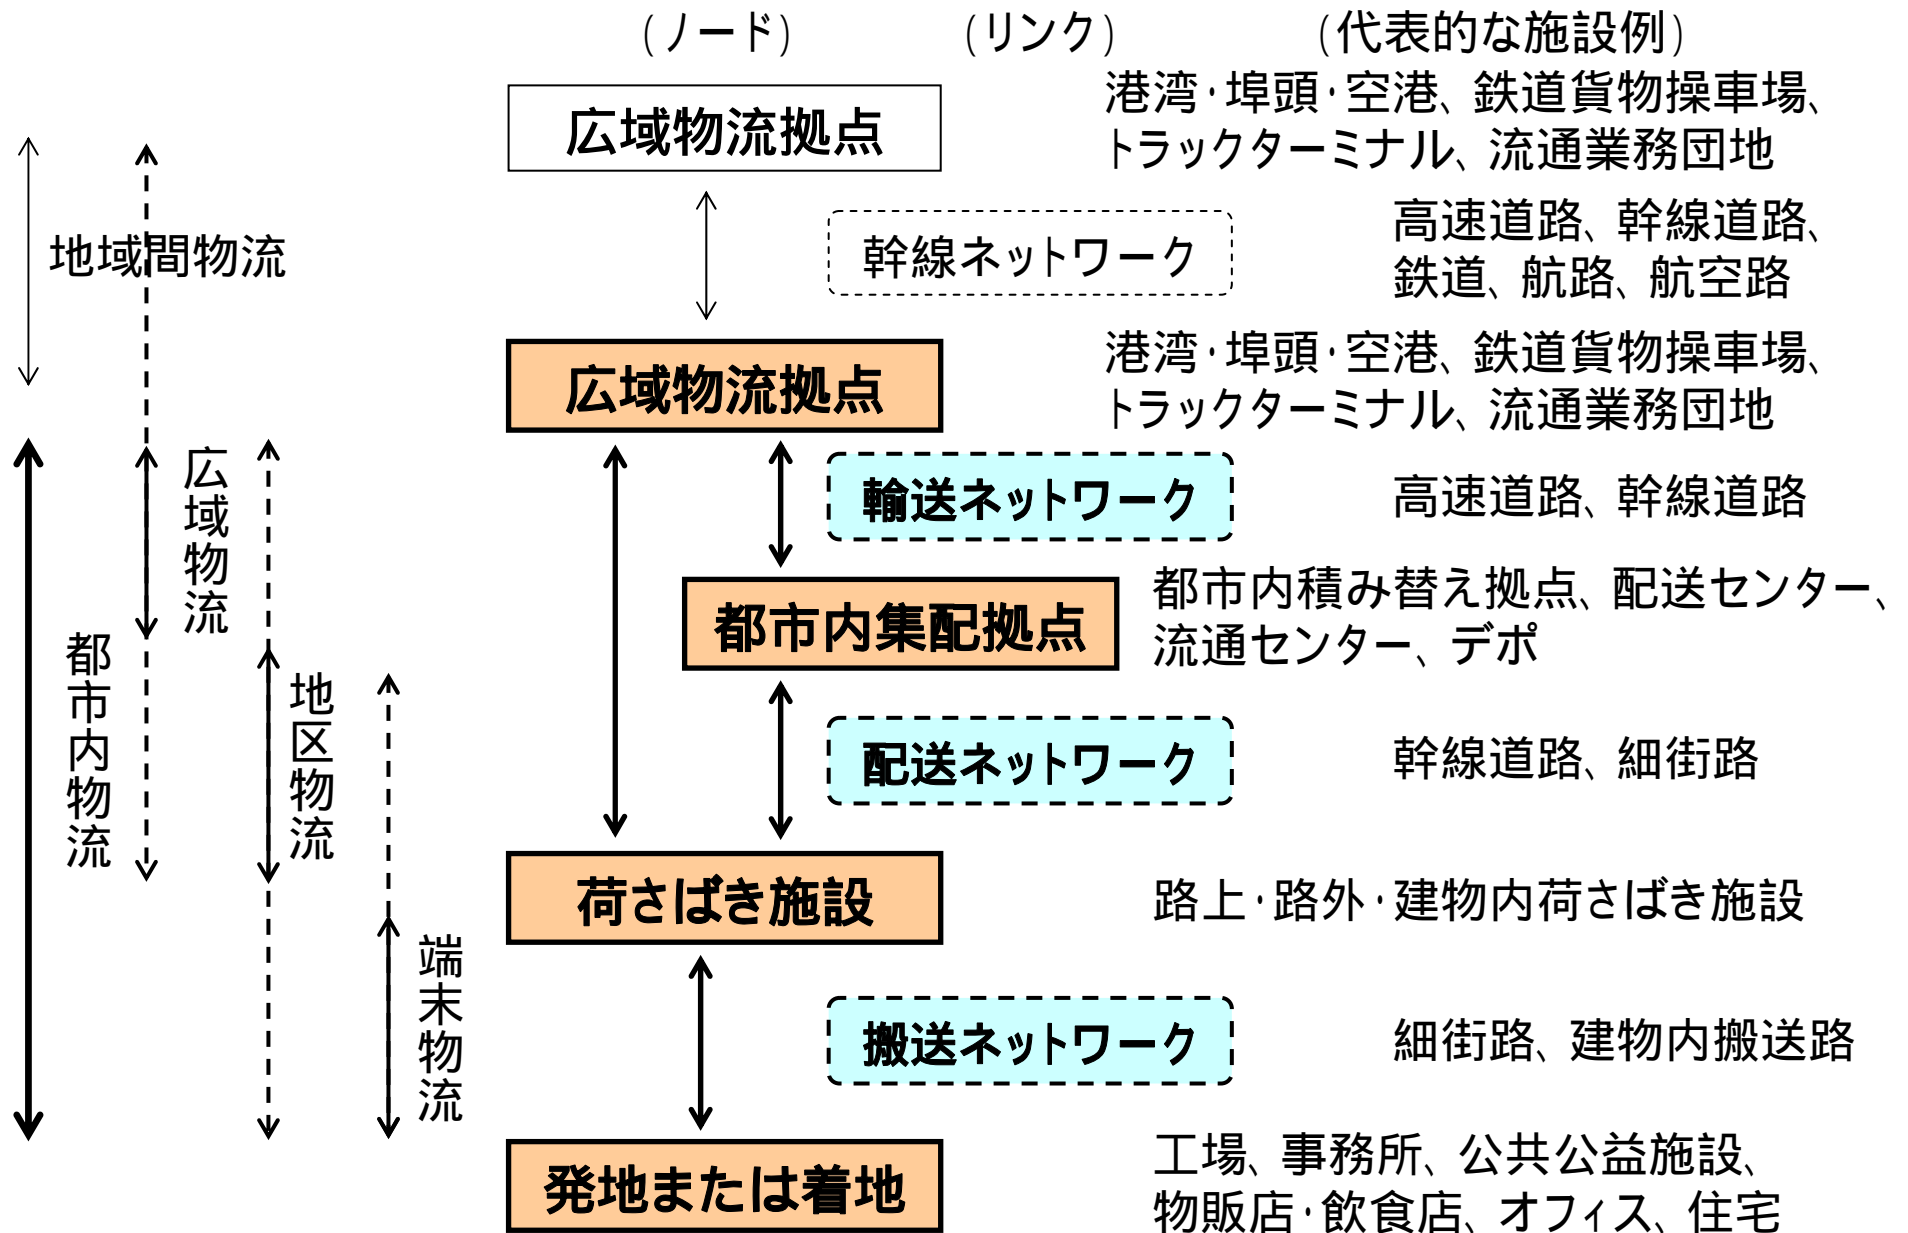 (ノード)
(リンク)
(代表的な施設例)
広域物流拠点
港湾・埠頭・空港、鉄道貨物操車場、
トラックターミナル、流通業務団地
地域間物流
幹線ネットワーク
高速道路、幹線道路、
鉄道、航路、航空路
広域物流拠点
港湾・埠頭・空港、鉄道貨物操車場、
トラックターミナル、流通業務団地
広域物流
輸送ネットワーク
高速道路、幹線道路
都市内集配拠点
都市内積み替え拠点、配送センター、
流通センター、デポ
都市内物流
地区物流
配送ネットワーク
幹線道路、細街路
荷さばき施設
路上・路外・建物内荷さばき施設
端末物流
搬送ネットワーク
細街路、建物内搬送路
発地または着地
工場、事務所、公共公益施設、
物販店・飲食店、オフィス、住宅